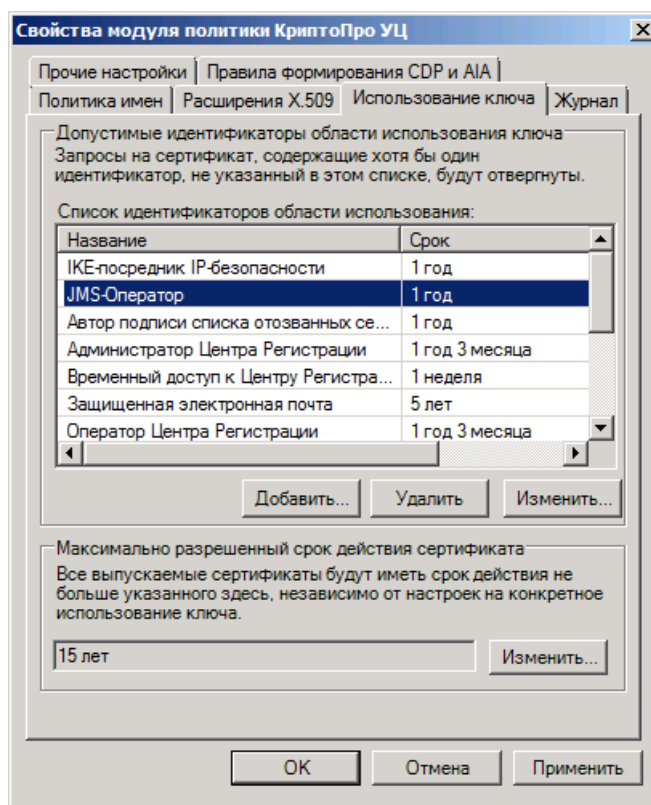 Свойства модуля политики КриптоПро УЦ
Прочие настройки Правила формирования CDP и AIA
Политика имен Расширения X.509 Использование ключа Журнал
Допустимые идентификаторы области использования ключа
Запросы на сертификат, содержащие хотя бы один
идентификатор, не указанный в этом списке, будут отвергнуты.
Список идентификаторов области использования:
Название Срок
IKE-посредник IP-безопасности 1 год
JMS-Оператор 1 год
Автор подписи списка отозванных се... 1 год
Администратор Центра Регистрации 1 год 3 месяца
Временный доступ к Центру Регистра... 1 неделя
Защищенная электронная почта 5 лет
Оператор Центра Регистрации 1 год 3 месяца
Добавить... Удалить Изменить...
Максимально разрешенный срок действия сертификата
Все выпускаемые сертификаты будут иметь срок действия не
больше указанного здесь, независимо от настроек на конкретное
использование ключа.
15 лет Изменить...
OK Отмена Применить